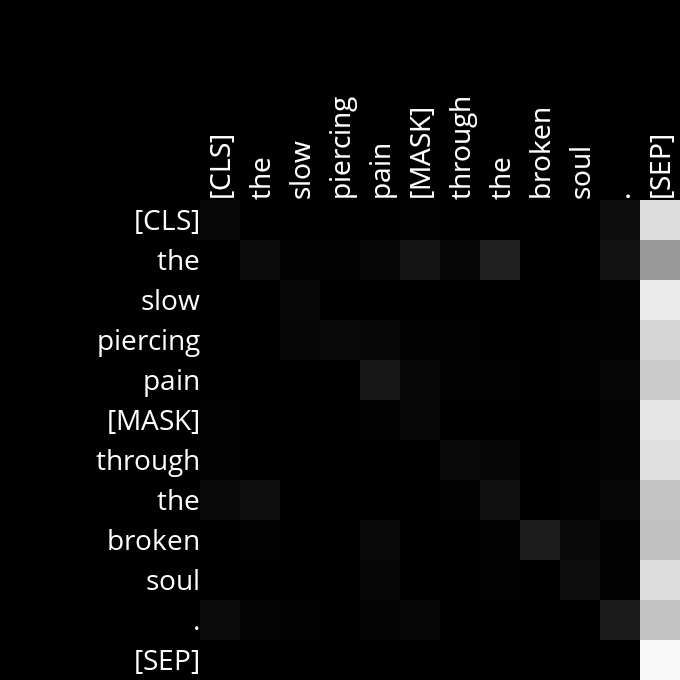 [CLS] the slow piercing pain [MASK] through the broken soul . [SEP]
[CLS]
the
slow
piercing
pain
[MASK]
through
the
broken
soul
.
[SEP]